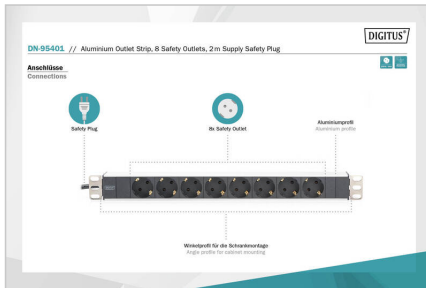 DIGITUS®
DN-95401 // Aluminium Outlet Strip, 8 Safety Outlets, 2 m Supply Safety Plug
Anschlüsse
Connections
Safety Plug
8x Safety Outlet
Aluminiumprofil
Aluminium profile
Winkelprofil für die Schrankmontage
Angle profile for cabinet mounting